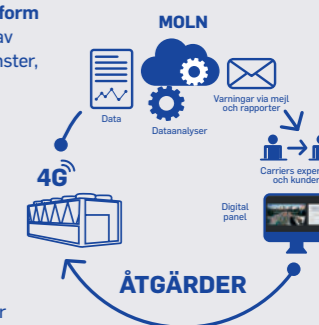 form
av
nster,
MOLN
Data
Dataanalyser
Varningar via mejl
och rapporter
4G
Carriers exper
och kunder
Digital
panel
ÅTGÄRDER
r